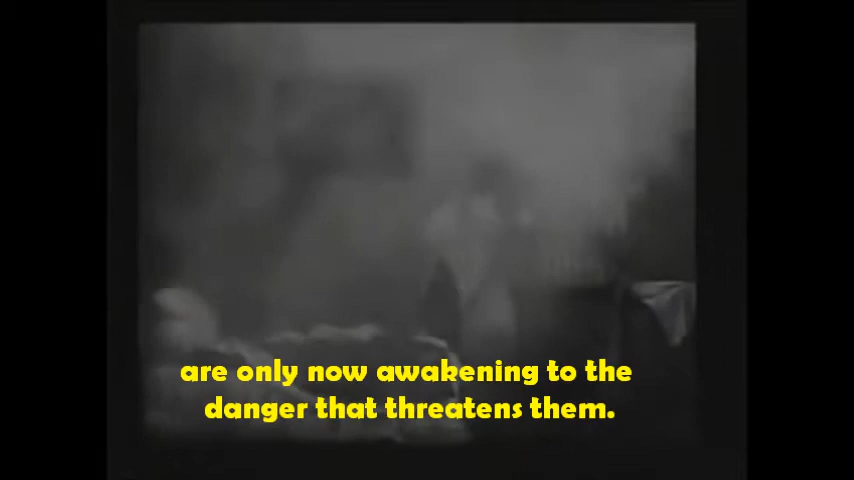 are only now awakening to the
danger that threatens them.